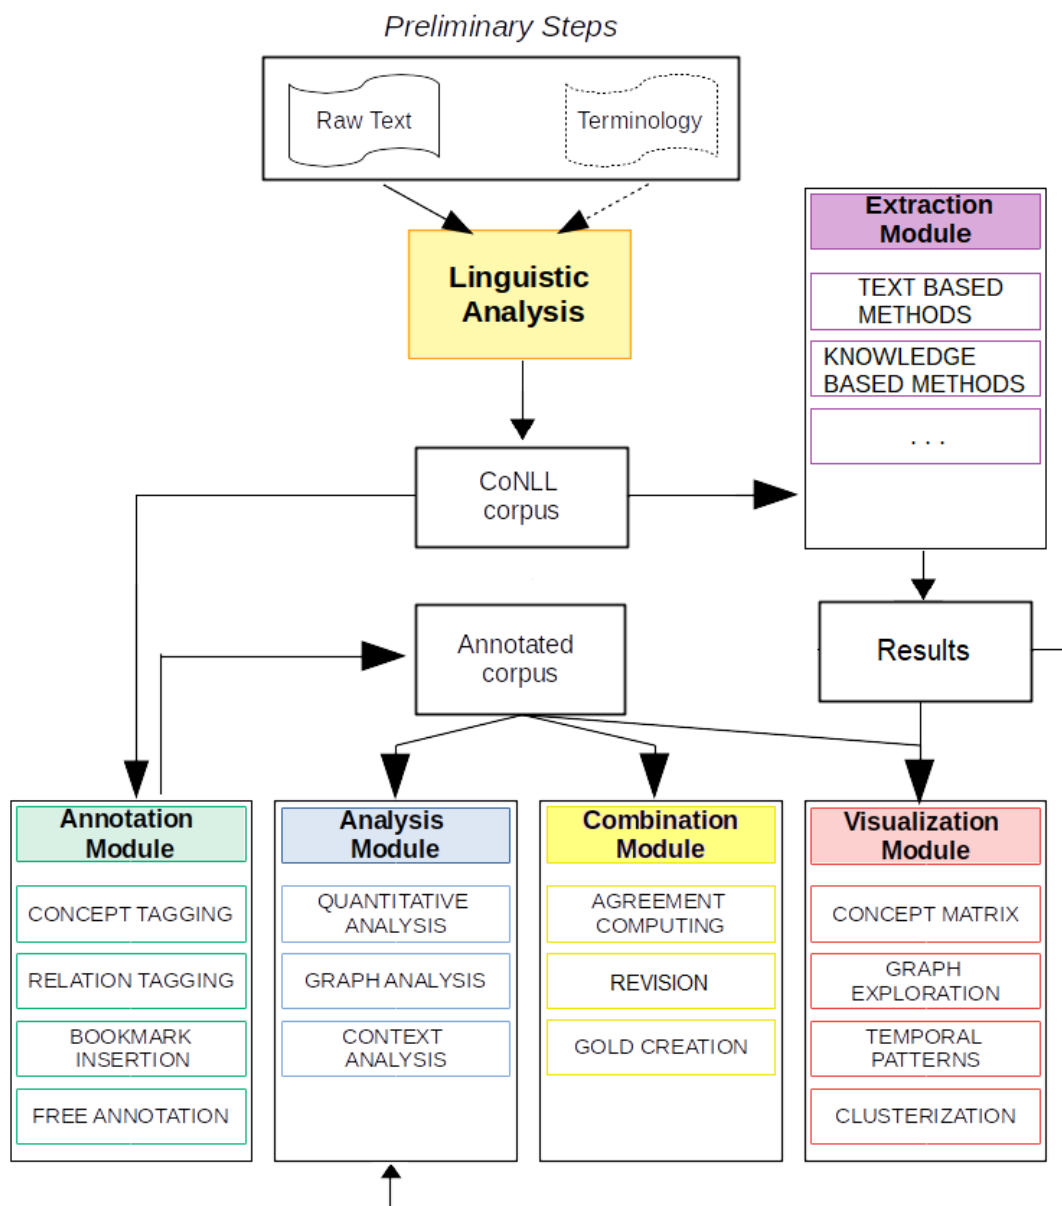 Preliminary Steps
Raw Text
Terminology
Linguistic
Analysis
Extraction
Module
TEXT BASED
METHODS
KNOWLEDGE
BASED METHODS
. . .
CoNLL
corpus
Annotated
corpus
Results
Annotation
Module
CONCEPT TAGGING
RELATION TAGGING
BOOKMARK
INSERTION
FREE ANNOTATION
Analysis
Module
QUANTITATIVE
ANALYSIS
GRAPH ANALYSIS
CONTEXT
ANALYSIS
Combination
Module
AGREEMENT
COMPUTING
REVISION
GOLD CREATION
Visualization
Module
CONCEPT MATRIX
GRAPH
EXPLORATION
TEMPORAL
PATTERNS
CLUSTERIZATION